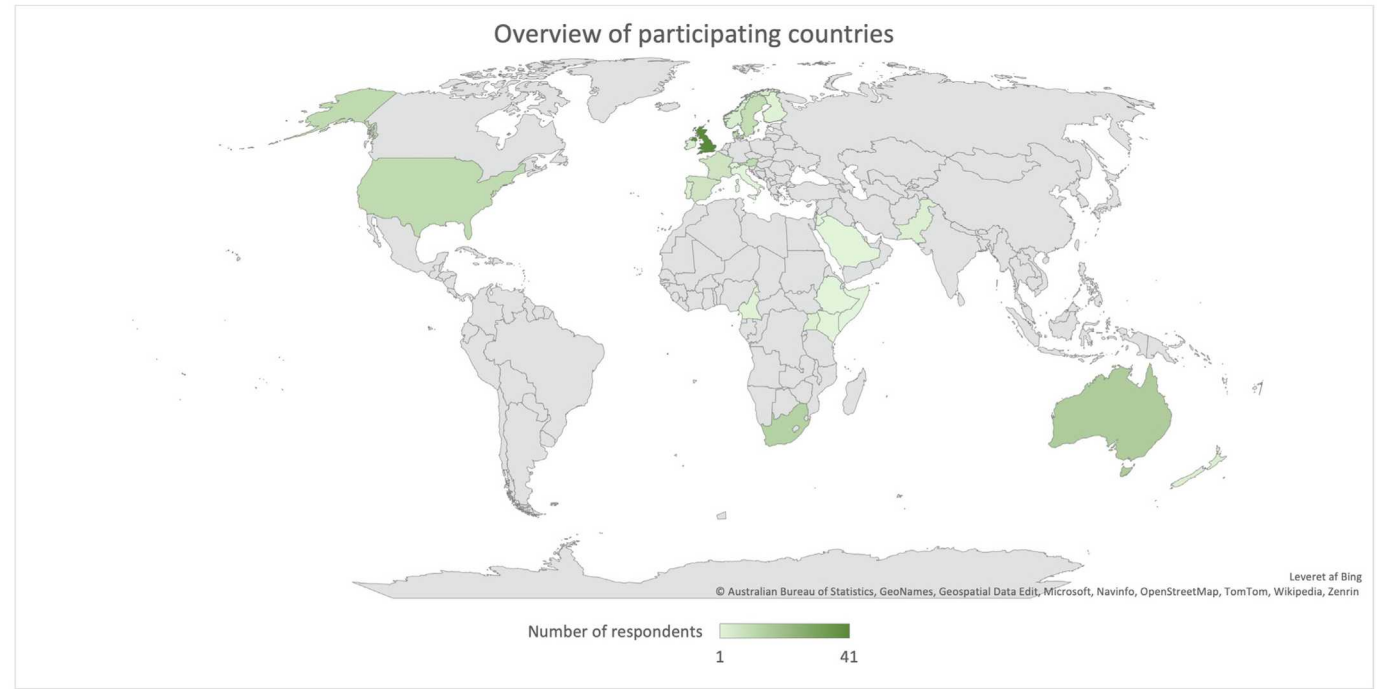 Overview of participating countries
Leveret af Bing
© Australian Bureau of Statistics, GeoNames, Geospatial Data Edit, Microsoft, Navinfo, OpenStreetMap, TomTom, Wikipedia, Zenrin
Number of respondents
1 41